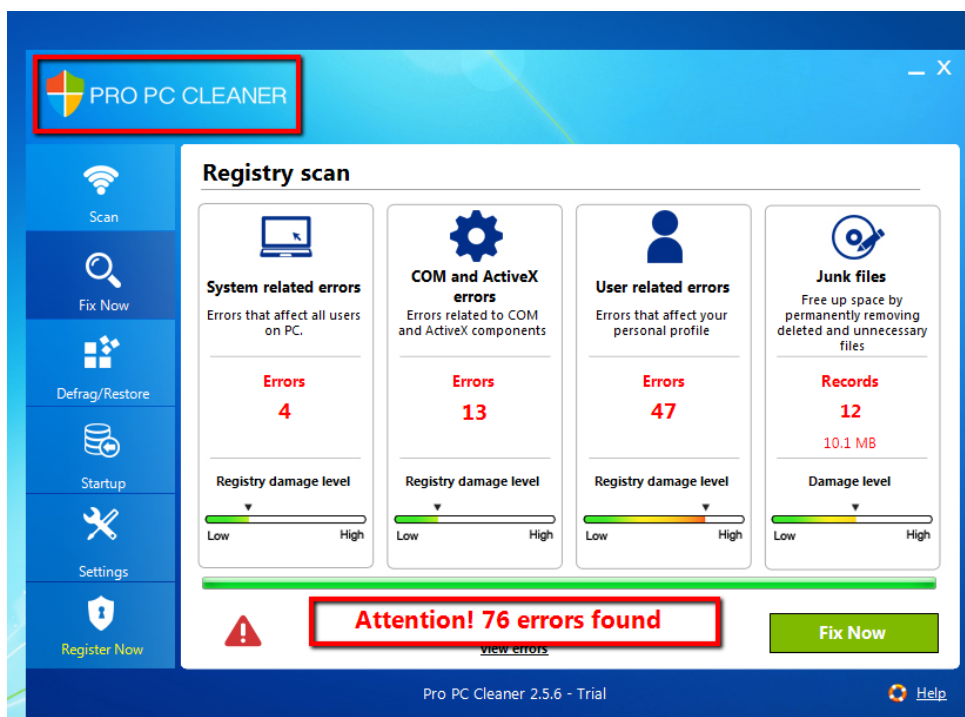 PRO PC CLEANER
_ X
Scan
Fix Now
Defrag/Restore
Startup
Settings
Register Now
Registry scan
System related errors
Errors that affect all users
on PC.
Errors
4
Registry damage level
Low High
COM and ActiveX
errors
Errors related to COM
and ActiveX components
Errors
13
Registry damage level
Low High
User related errors
Errors that affect your
personal profile
Errors
47
Registry damage level
Low High
Junk files
Free up space by
permanently removing
deleted and unnecessary
files
Records
12
10.1 MB
Damage level
Low High
Attention! 76 errors found
View errors
Fix Now
Pro PC Cleaner 2.5.6 - Trial
Help